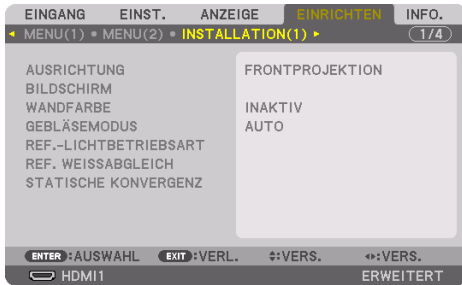 EINGANG EINST. ANZEIGE EINRICHTEN INFO.
MENU(1) MENU(2) INSTALLATION(1) 1/4
AUSRICHTUNG FRONTPROJEKTION
BILDSCHIRM
WANDFARBE INAKTIV
GEBLÄSEMODUS AUTO
REF.-LICHTBETRIEBSART
REF. WEISSABGLEICH
STATISCHE KONVERGENZ
ENTER:AUSWAHL EXIT:VERL. :VERS. :VERS.
HDMI1 ERWEITERT